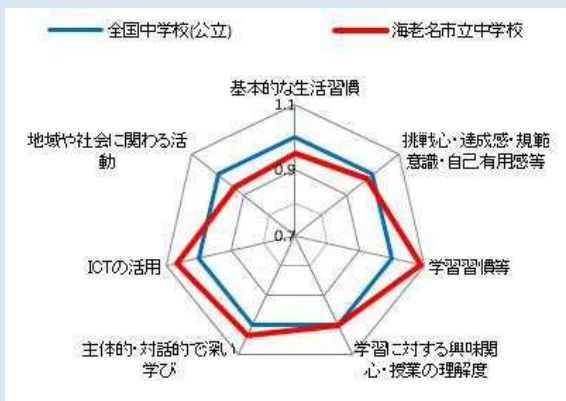 全国中学校(公立)
海老名市立中学校
基本的な生活習慣
1.1
地域や社会に関わる活
動
挑戦心・達成感・規範
意識・自己有用感等
0.9
0.7
ICTの活用
学習習慣等
主体的・対話的で深い
学び
学習に対する興味関
心・授業の理解度